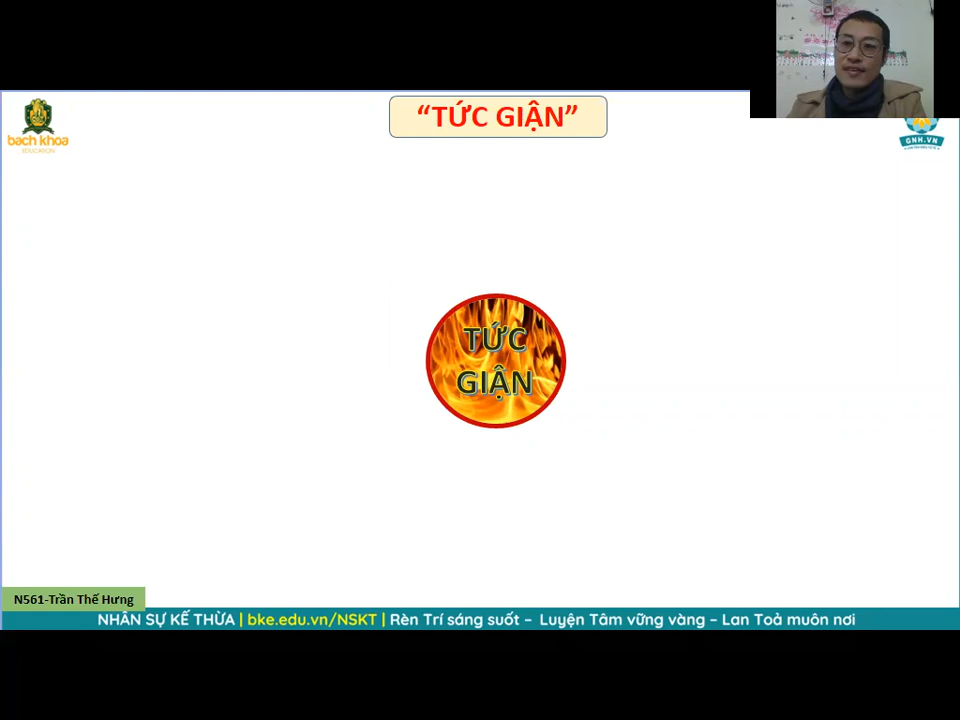 “TỨC GIẬN”
bach khoa
EDUCATION
GNH.VN
TỨC
GIẬN
N561-Trần Thế Hưng
NHÂN SỰ KẾ THỪA | bke.edu.vn/NSKT | Rèn Trí sáng suốt – Luyện Tâm vững vàng – Lan Toả muôn nơi